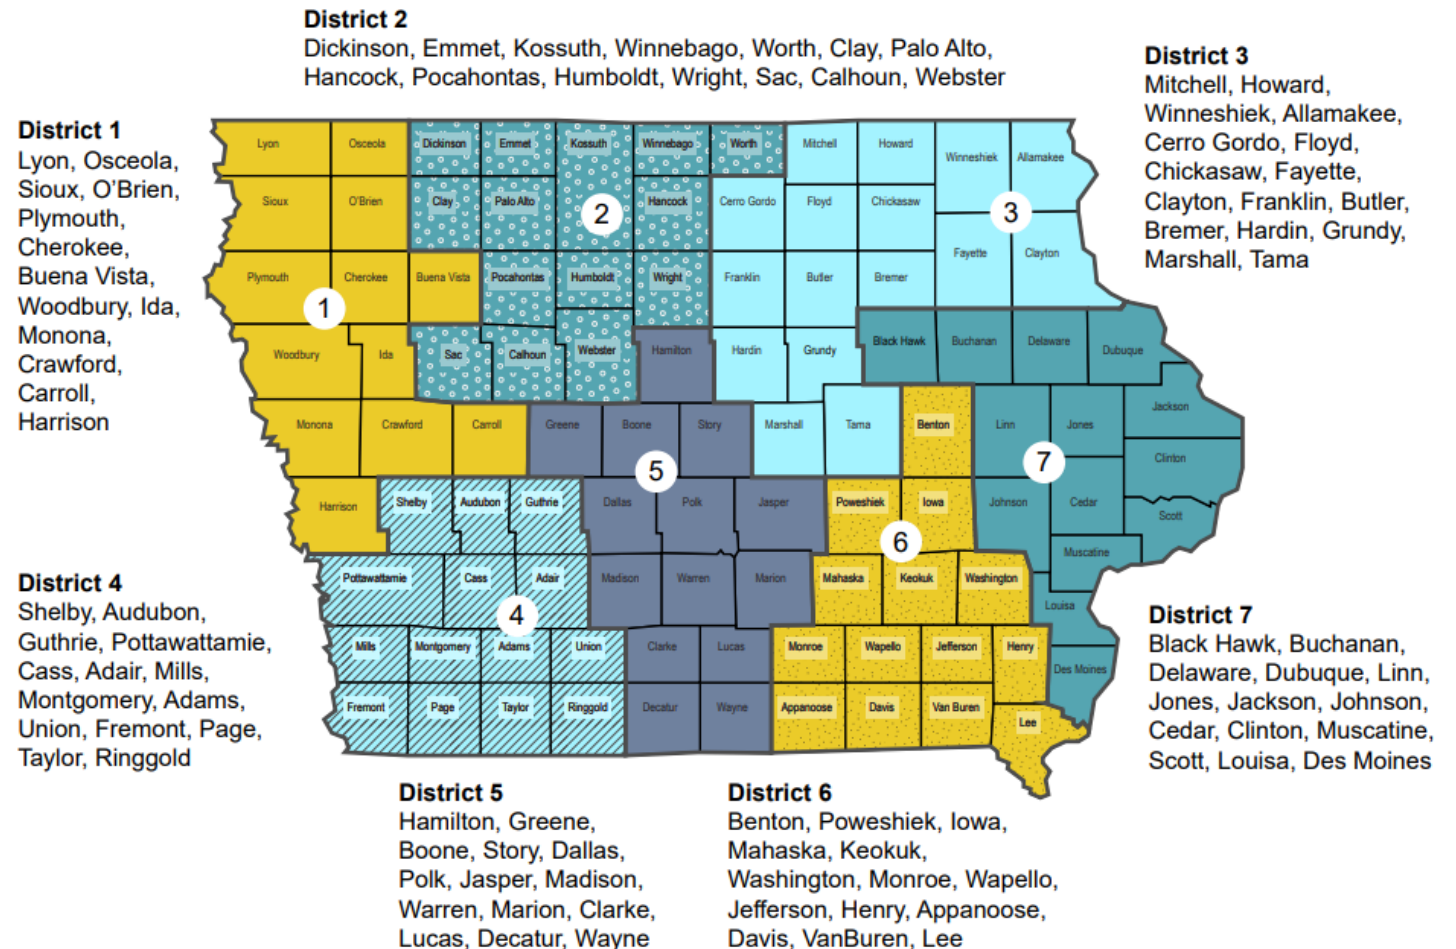 District 2
Dickinson, Emmet, Kossuth, Winnebago, Worth, Clay, Palo Alto,
Hancock, Pocahontas, Humboldt, Wright, Sac, Calhoun, Webster
District 3
Mitchell, Howard,
Winneshiek, Allamakee,
Cerro Gordo, Floyd,
Chickasaw, Fayette,
Clayton, Franklin, Butler,
Bremer, Hardin, Grundy,
Marshall, Tama
District 1
Lyon, Osceola,
Sioux, O'Brien,
Plymouth,
Cherokee,
Buena Vista,
Woodbury, Ida,
Monona,
Crawford,
Carroll,
Harrison
Lyon
Osceola
Dickinson
Emmet
Kossuth
Winnebago
Worth
Mitchell
Howard
Winneshiek
Allamakee
Sioux
O'Brien
Clay
Palo Alto
2
Hancock
Cerro Gordo
Floyd
Chickasaw
3
Plymouth
Cherokee
Buena Vista
Pocahontas
Humboldt
Wright
Franklin
Butler
Bremer
Fayette
Clayton
1
Woodbury
Ida
Sac
Calhoun
Webster
Hamilton
Hardin
Grundy
Black Hawk
Buchanan
Delaware
Dubuque
Monona
Crawford
Carroll
Greene
Boone
Story
Marshall
Tama
Benton
Linn
Jones
Jackson
5
7
Clinton
Harrison
Shelby
Audubon
Guthrie
Dallas
Polk
Jasper
Poweshiek
Iowa
Johnson
Cedar
Scott
6
Muscatine
Pottawattamie
Cass
Adair
Madison
Warren
Marion
Mahaska
Keokuk
Washington
Louisa
4
Mills
Montgomery
Adams
Union
Clarke
Lucas
Monroe
Wapello
Jefferson
Henry
Des Moines
Fremont
Page
Taylor
Ringgold
Decatur
Wayne
Appanoose
Davis
Van Buren
Lee
District 4
Shelby, Audubon,
Guthrie, Pottawattamie,
Cass, Adair, Mills,
Montgomery, Adams,
Union, Fremont, Page,
Taylor, Ringgold
District 7
Black Hawk, Buchanan,
Delaware, Dubuque, Linn,
Jones, Jackson, Johnson,
Cedar, Clinton, Muscatine,
Scott, Louisa, Des Moines
District 5
Hamilton, Greene,
Boone, Story, Dallas,
Polk, Jasper, Madison,
Warren, Marion, Clarke,
Lucas, Decatur, Wayne
District 6
Benton, Poweshiek, Iowa,
Mahaska, Keokuk,
Washington, Monroe, Wapello,
Jefferson, Henry, Appanoose,
Davis, VanBuren, Lee